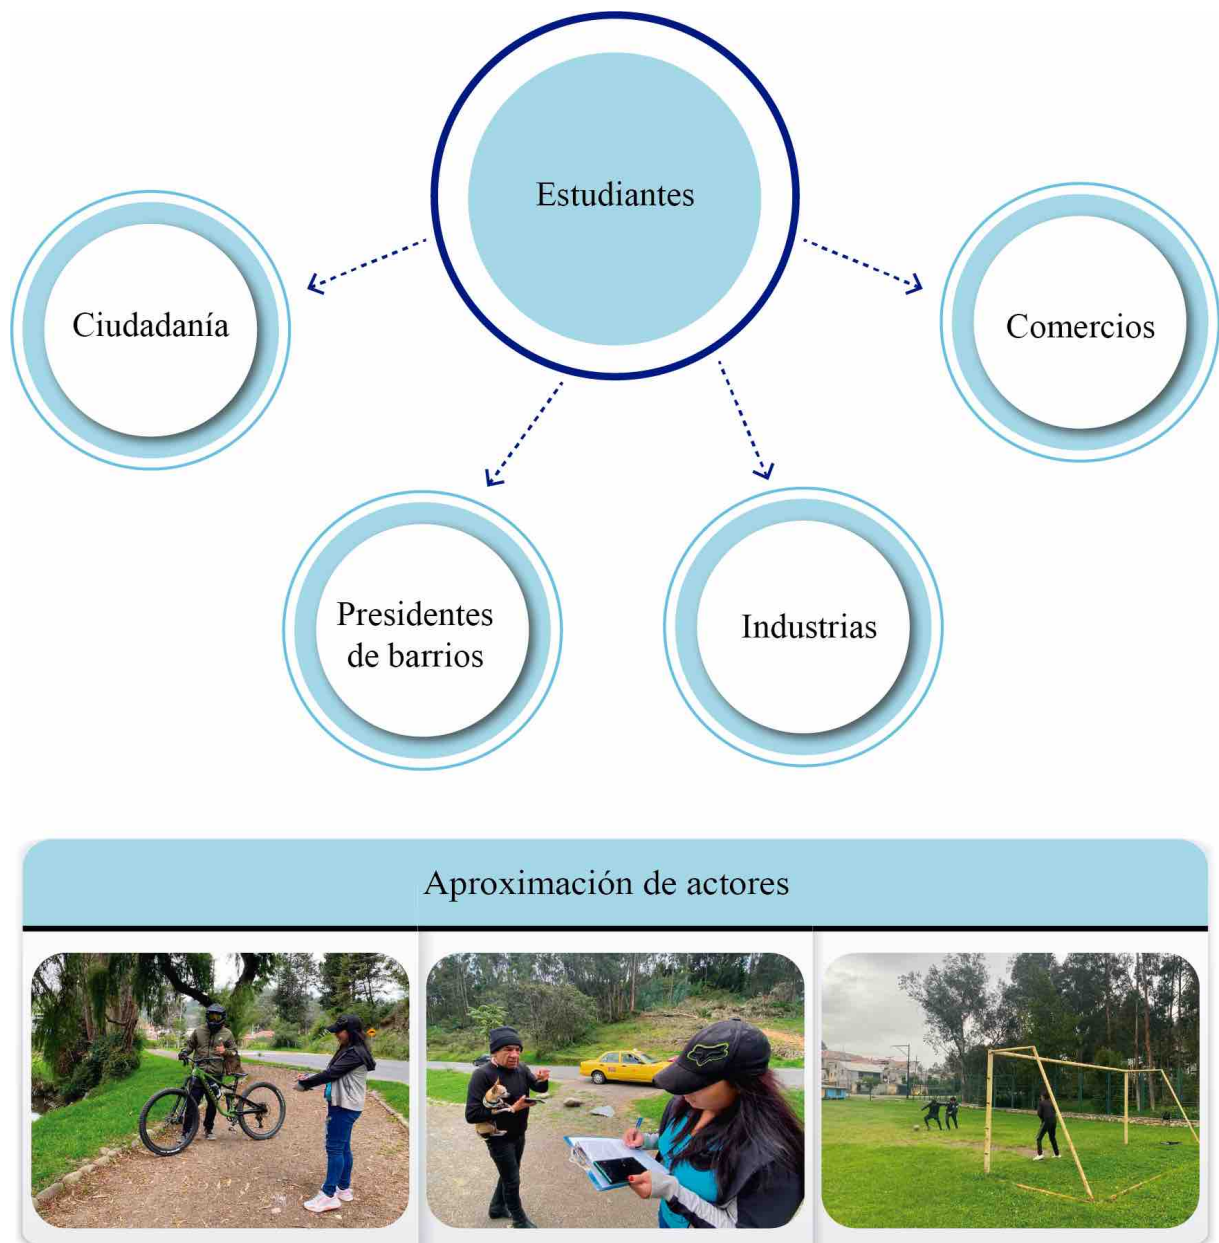 Estudiantes
Ciudadanía
Comercios
Presidentes
de barrios
Industrias
Aproximación de actores